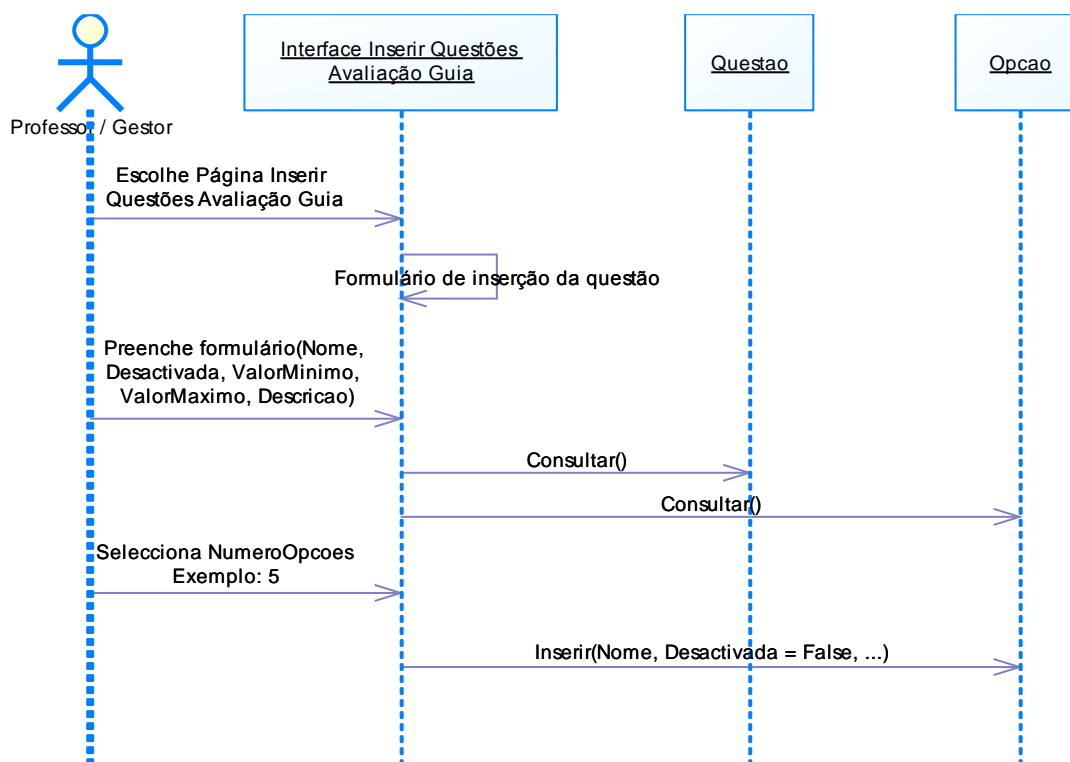 Interface Inserir Questões
Avaliação Guia
Questao
Opcao
Professor / Gestor
Escolhe Página Inserir
Questões Avaliação Guia
Formulário de inserção da questão
Preenche formulário(Nome,
Desactivada, ValorMinimo,
ValorMaximo, Descricao)
Consultar()
Consultar()
Selecciona NumeroOpcoes
Exemplo: 5
Inserir(Nome, Desactivada = False, ...)